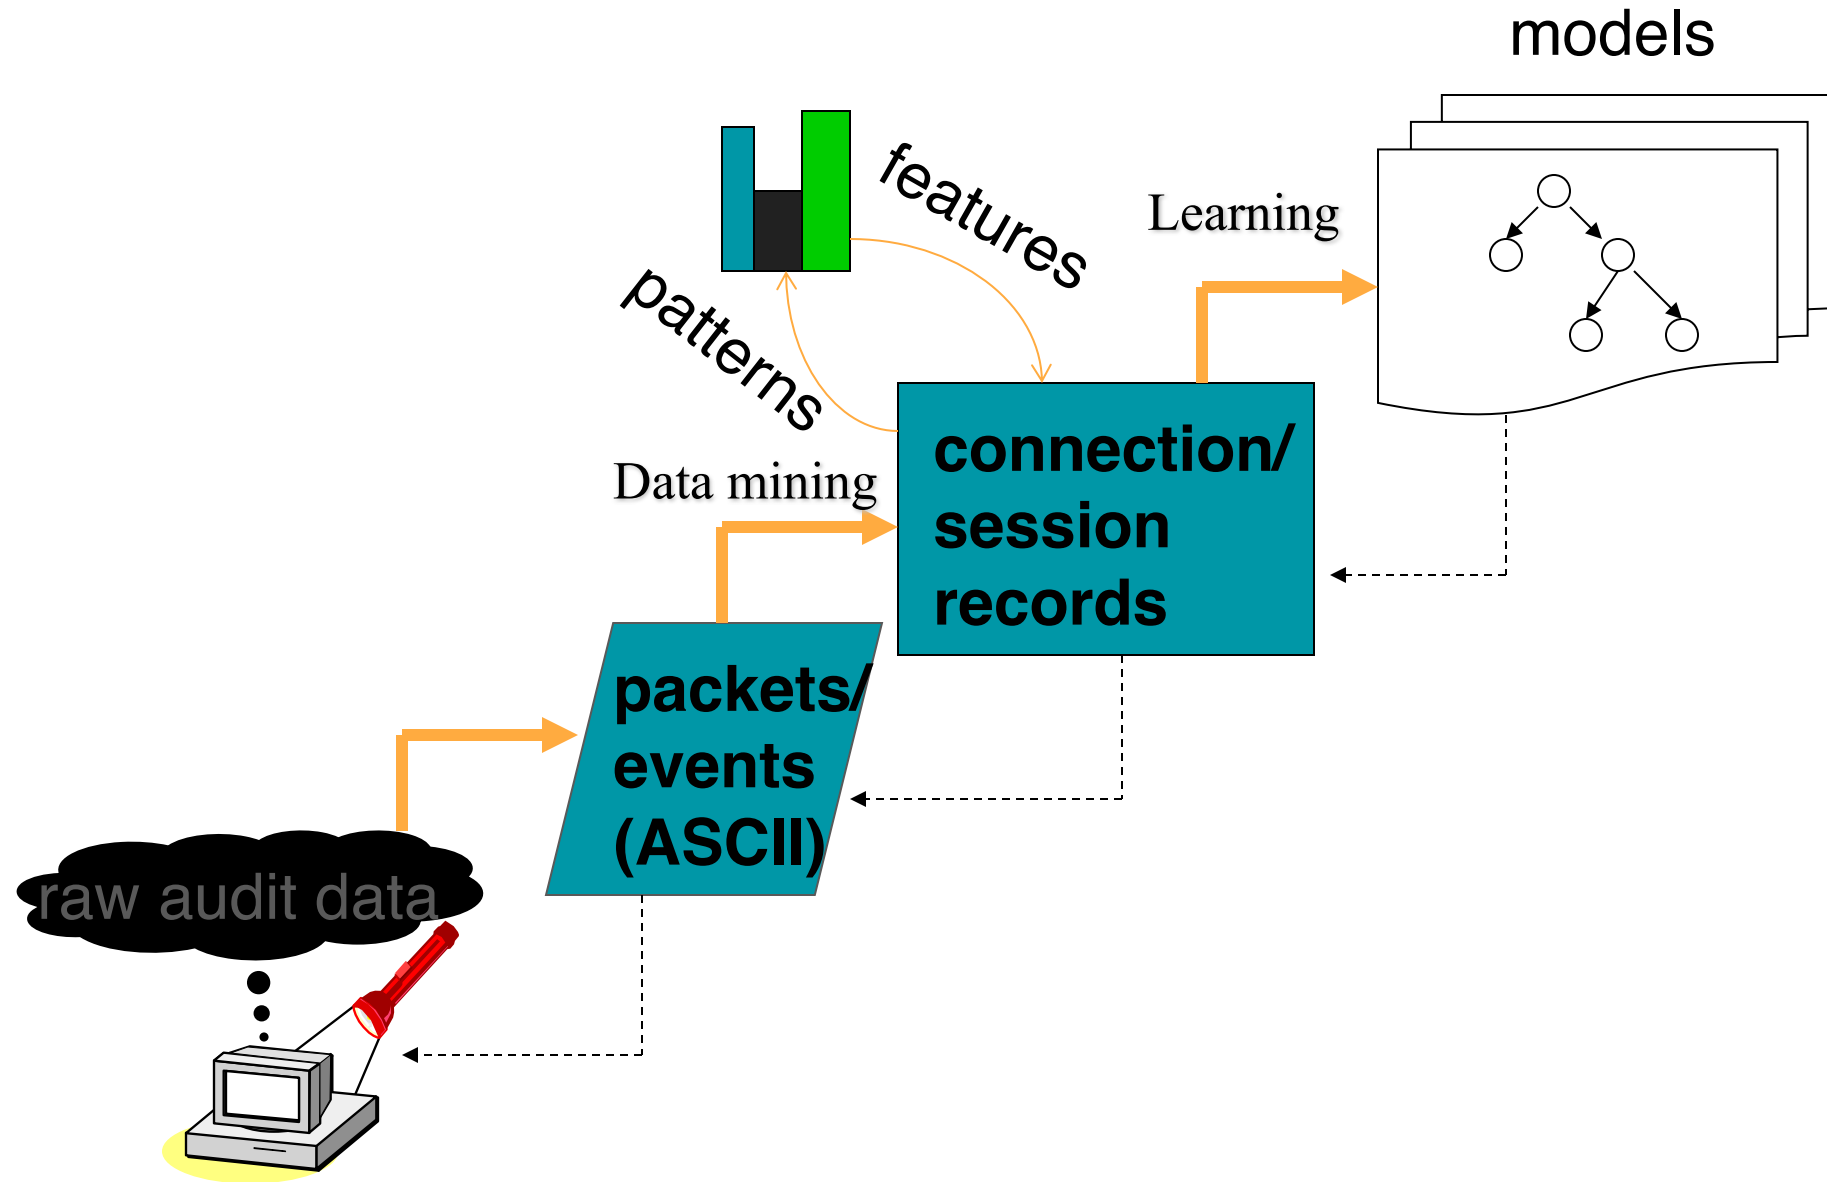 models
features
Learning
patterns
Data mining
connection/
session
records
packets/
events
(ASCII)
raw audit data